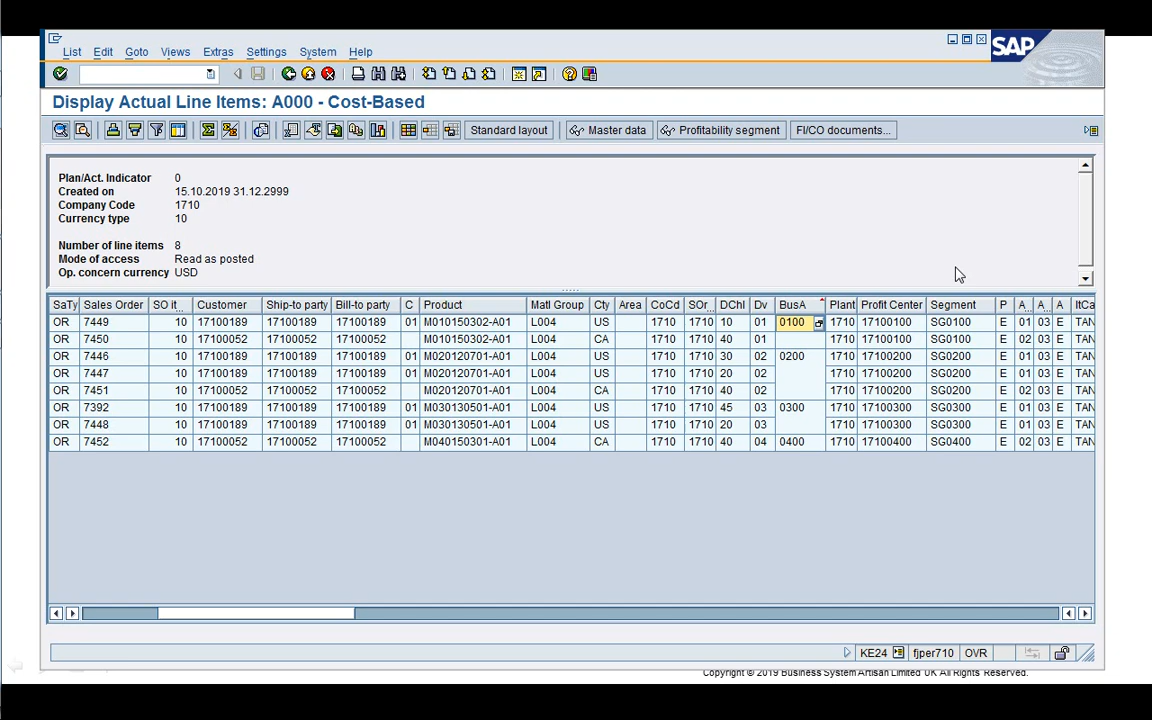 List Edit Goto Views Extras Settings System Help
SAP
Display Actual Line Items: A000 - Cost-Based
Standard layout Master data Profitability segment FI/CO documents...
Plan/Act. Indicator 0
Created on 15.10.2019 31.12.2999
Company Code 1710
Currency type 10
Number of line items 8
Mode of access Read as posted
Op. concern currency USD
SaTy Sales Order SO it... Customer Ship-to party Bill-to party C Product Matl Group Cty Area CoCd SOr... DChl Dv BusA Plant Profit Center Segment P A... A... A ItCa
OR 7449 10 17100189 17100189 17100189 01 M010150302-A01 L004 US 1710 1710 10 01 0100 1710 17100100 SG0100 E 01 03 E TAN
OR 7450 10 17100052 17100052 17100052 M010150302-A01 L004 CA 1710 1710 40 01 1710 17100100 SG0100 E 02 03 E TAN
OR 7446 10 17100189 17100189 17100189 01 M020120701-A01 L004 US 1710 1710 30 02 0200 1710 17100200 SG0200 E 01 03 E TAN
OR 7447 10 17100189 17100189 17100189 01 M020120701-A01 L004 US 1710 1710 20 02 1710 17100200 SG0200 E 01 03 E TAN
OR 7451 10 17100052 17100052 17100052 M020120701-A01 L004 CA 1710 1710 40 02 1710 17100200 SG0200 E 02 03 E TAN
OR 7392 10 17100189 17100189 17100189 01 M030130501-A01 L004 US 1710 1710 45 03 0300 1710 17100300 SG0300 E 01 03 E TAN
OR 7448 10 17100189 17100189 17100189 01 M030130501-A01 L004 US 1710 1710 20 03 1710 17100300 SG0300 E 01 03 E TAN
OR 7452 10 17100052 17100052 17100052 M040150301-A01 L004 CA 1710 1710 40 04 0400 1710 17100400 SG0400 E 02 03 E TAN
KE24 fjper710 OVR
Copyright © 2019 Business System Artisan Limited UK All Rights Reserved.